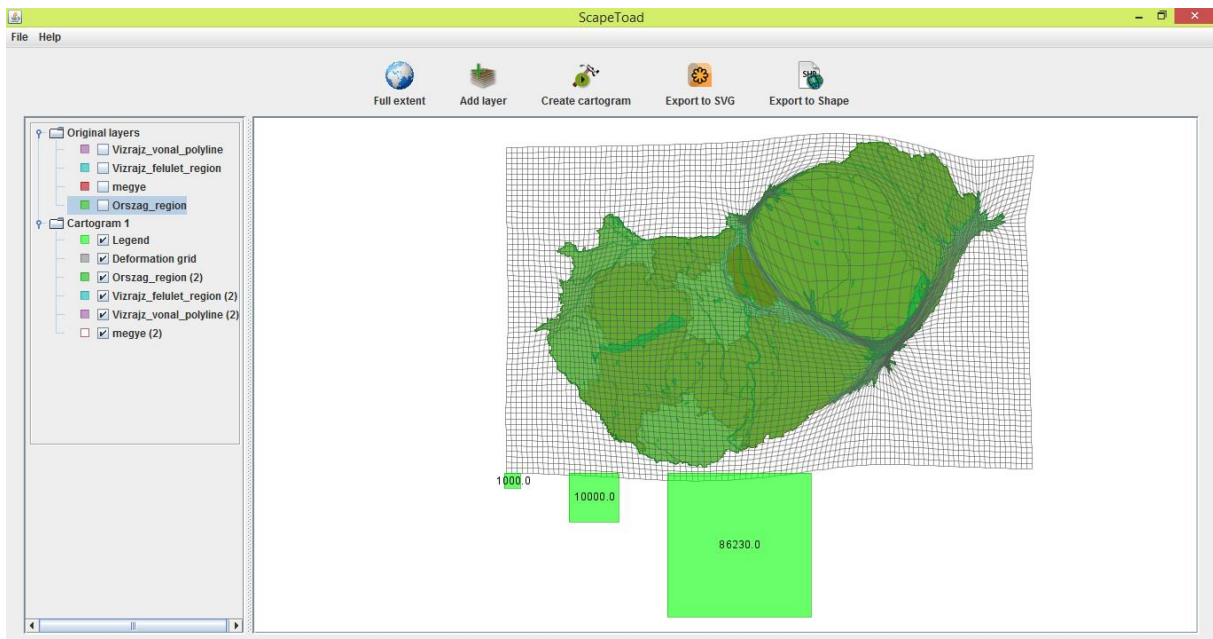 ScapeToad
File Help
Full extent Add layer Create cartogram Export to SVG Export to Shape
Original layers
Vizrajz_vonal_polyline
Vizrajz_felulet_region
megye
Orszag_region
Cartogram 1
Legend
Deformation grid
Orszag_region (2)
Vizrajz_felulet_region (2)
Vizrajz_vonal_polyline (2)
megye (2)
1000.0
10000.0
86230.0